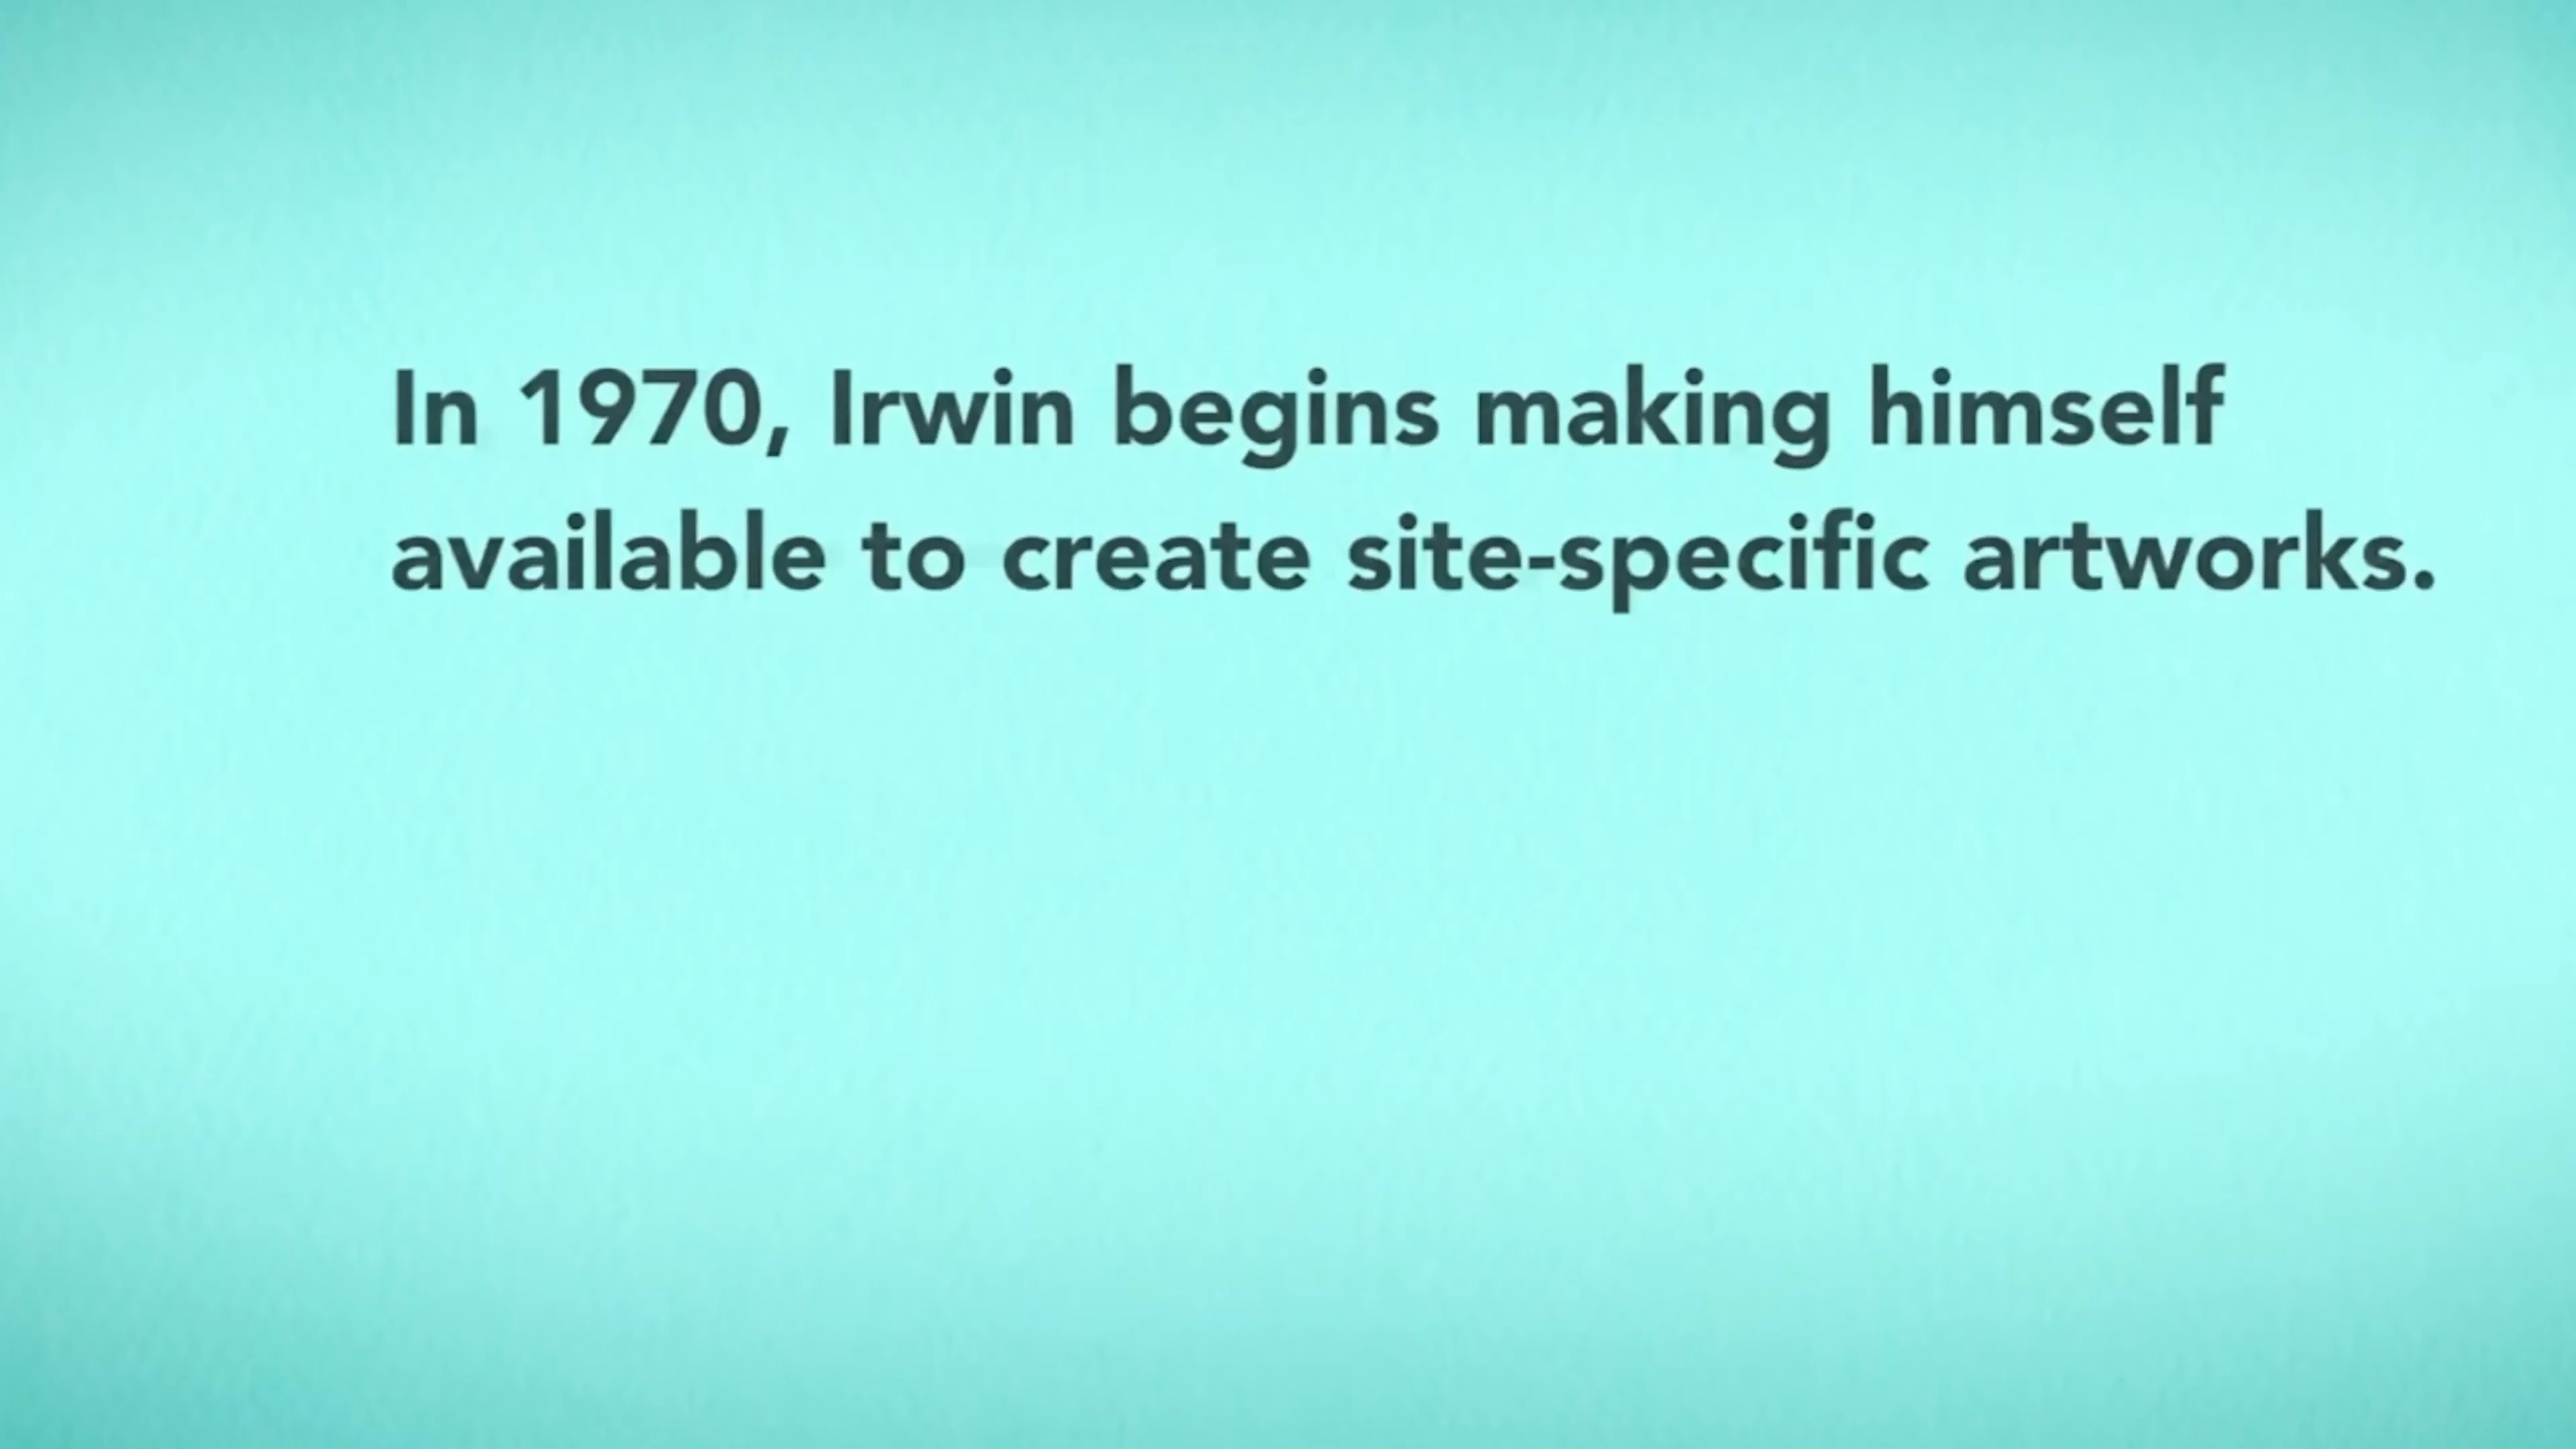 In 1970, Irwin begins making himself
available to create site-specific artworks.